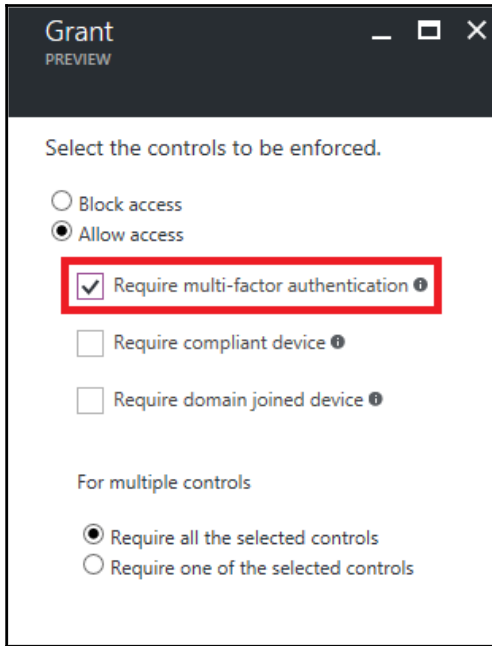 Grant
PREVIEW
Select the controls to be enforced.
Block access
Allow access
Require multi-factor authentication
Require compliant device
Require domain joined device
For multiple controls
Require all the selected controls
Require one of the selected controls